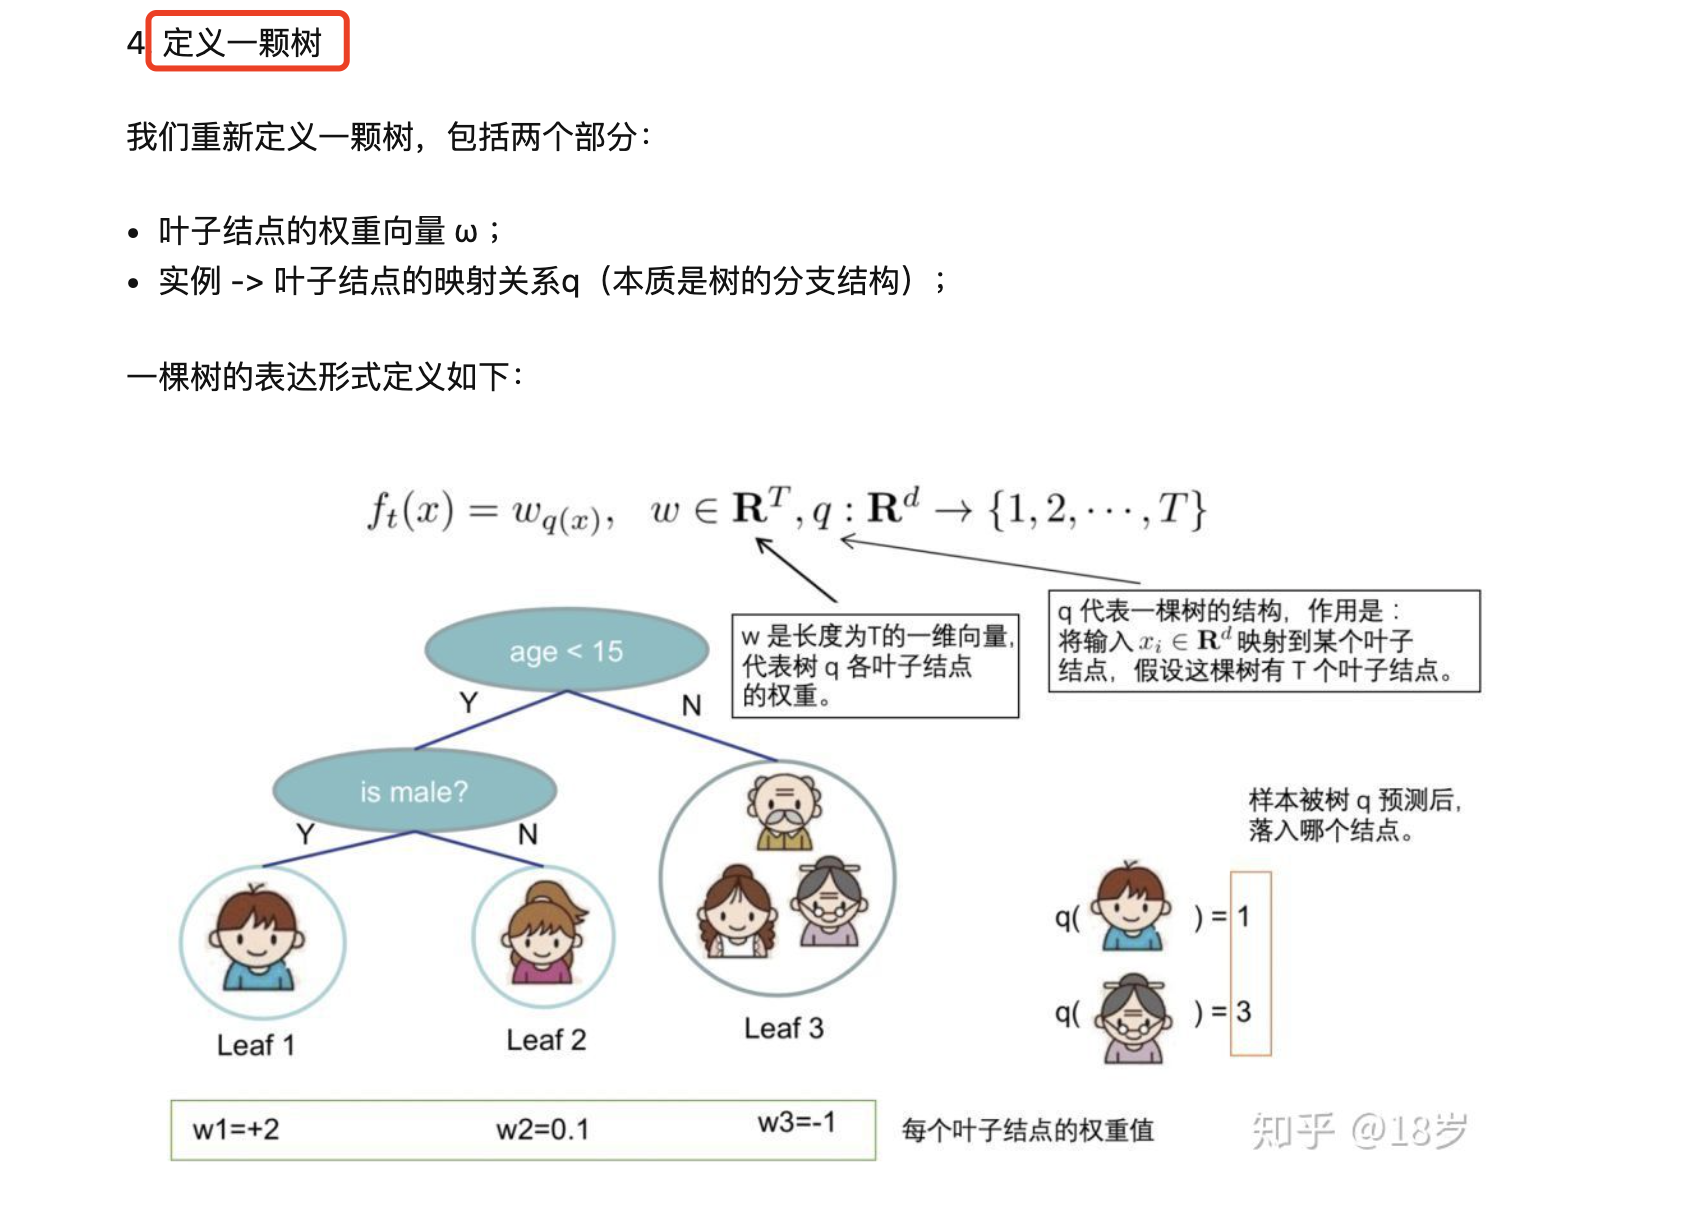 4 定义一颗树
我们重新定义一颗树，包括两个部分：
• 叶子结点的权重向量 ω；
• 实例 -> 叶子结点的映射关系q（本质是树的分支结构）；
一棵树的表达形式定义如下：
f_t(x) = w_{q(x)}, w ∈ R^T, q : R^d → {1, 2, ⋯, T}
w 是长度为T的一维向量,
代表树 q 各叶子结点
的权重。
q 代表一棵树的结构，作用是：
将输入 x_i ∈ R^d 映射到某个叶子
结点，假设这棵树有 T 个叶子结点。
age < 15
Y
N
is male?
Y
N
Leaf 1
Leaf 2
Leaf 3
样本被树 q 预测后,
落入哪个结点。
q( ) = 1
q( ) = 3
w1=+2
w2=0.1
w3=-1
每个叶子结点的权重值
知乎 @18岁